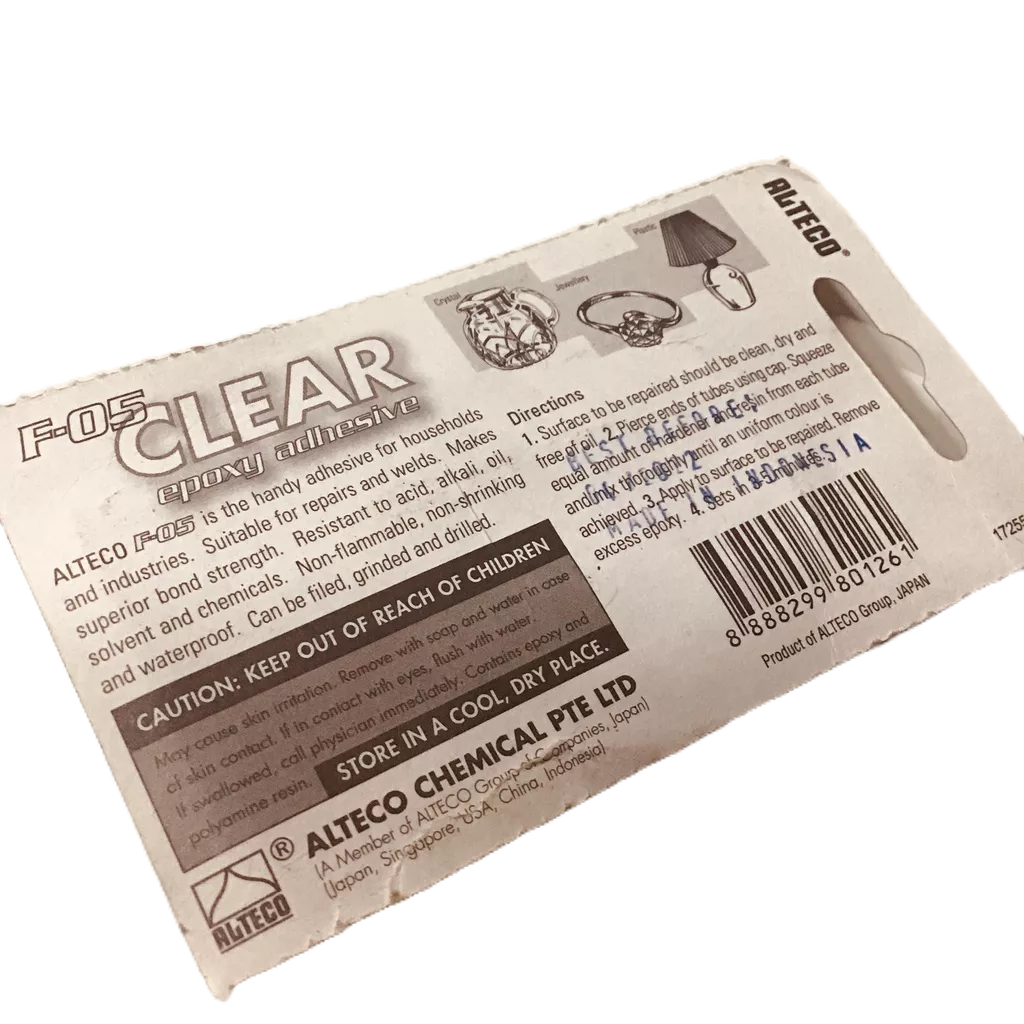 ALTECO®
Crystal
Jewellery
Plastic
F-05 CLEAR
epoxy adhesive
ALTECO F-05 is the handy adhesive for households
and industries. Suitable for repairs and welds. Makes
superior bond strength. Resistant to acid, alkali, oil,
solvent and chemicals. Non-flammable, non-shrinking
and waterproof. Can be filed, grinded and drilled.
CAUTION: KEEP OUT OF REACH OF CHILDREN
May cause skin irritation. Remove with soap and water in case
of skin contact. If in contact with eyes, flush with water.
If swallowed, call physician immediately. Contains epoxy and
polyamine resin.
STORE IN A COOL, DRY PLACE.
ALTECO
®
ALTECO CHEMICAL PTE LTD
(A Member of ALTECO Group of Companies, Japan)
(Japan, Singapore, USA, China, Indonesia)
Directions
1. Surface to be repaired should be clean, dry and
free of oil. 2. Pierce ends of tubes using cap. Squeeze
equal amount of hardener and resin from each tube
and mix thoroughly until an uniform colour is
achieved. 3. Apply to surface to be repaired. Remove
excess epoxy. 4. Sets in 3-5 minutes.
BEST BEFORE:
MADE IN INDONESIA
8 888299 801261
Product of ALTECO Group, JAPAN